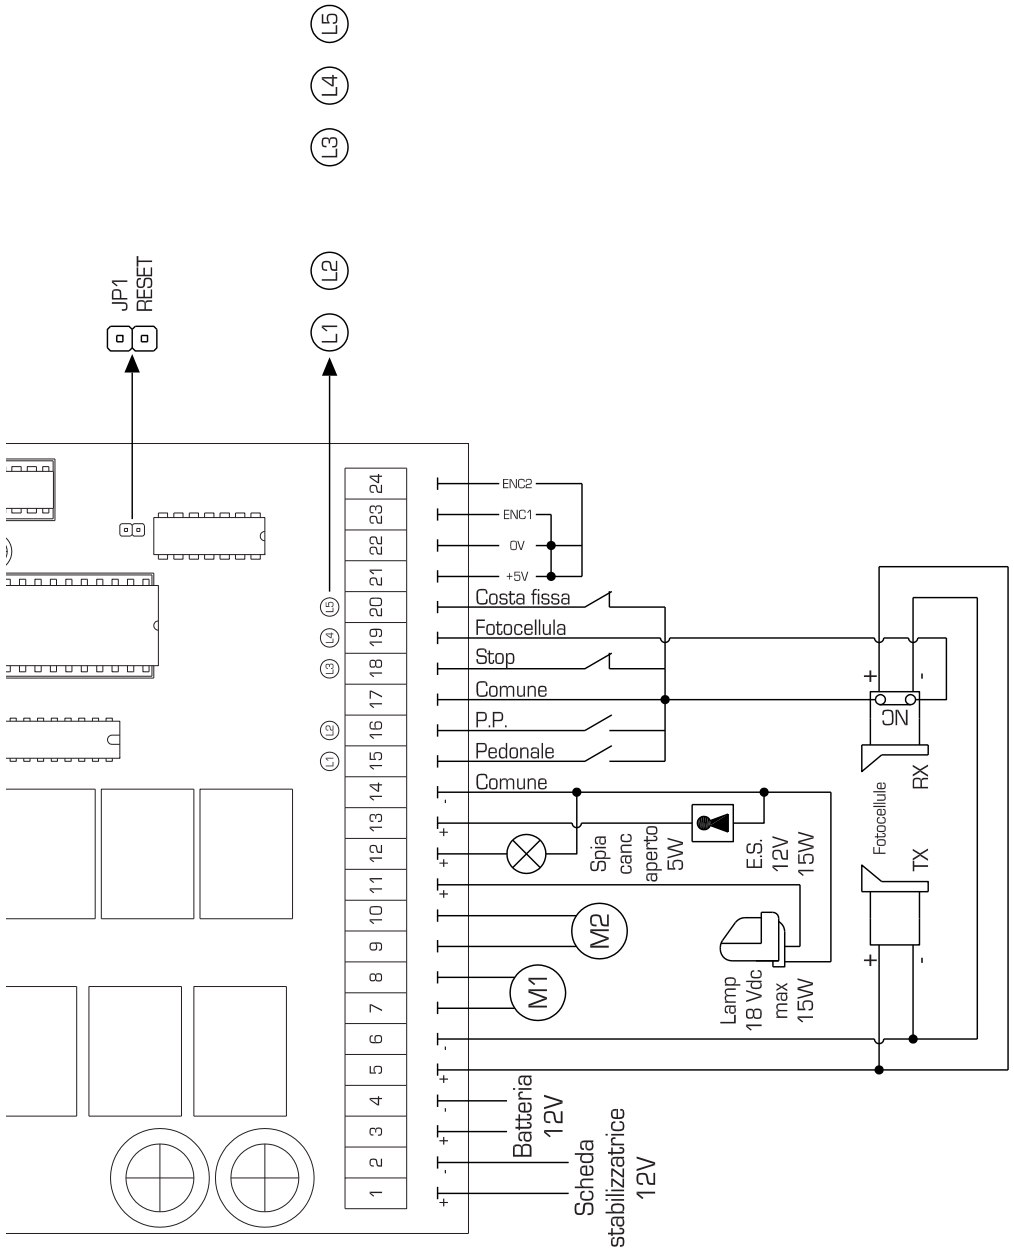 L5
L4
L3
L2
L1
JP1
RESET
24
23
22
21
20
19
18
17
16
15
14
13
12
11
10
9
8
7
6
5
4
3
2
1
L5
L4
L3
L2
L1
ENC2
ENC1
0V
+5V
Costa fissa
Fotocellula
Stop
Comune
P.P.
Pedonale
Comune
-
+
+
+
-
+
-
+
-
+
Spia
canc
aperto
5W
E.S.
12V
15W
M2
M1
Lamp
18 Vdc
max
15W
Batteria
12V
Scheda
stabilizzatrice
12V
+
-
NC
RX
Fotocellule
TX
+
-